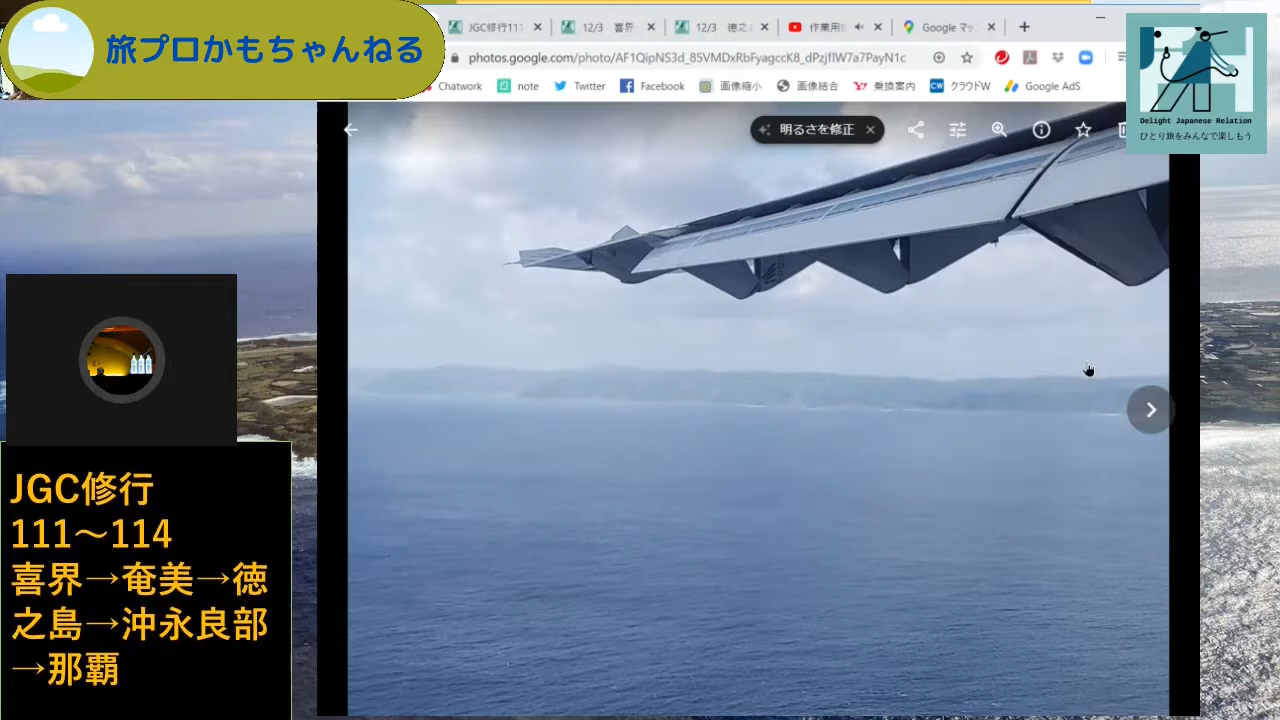 旅プロかもちゃんねる
JGC修行111
12/3 喜界
12/3 徳之
作業用
Google マッ
photos.google.com/photo/AF1QipNS3d_85VMDxRbFyagccK8_dPzjflW7a7PayN1c
Chatwork
note
Twitter
Facebook
画像縮小
画像結合
乗換案内
クラウドW
Google AdS
明るさを修正
Delight Japanese Relation
ひとり旅をみんなで楽しもう
JGC修行
111～114
喜界→奄美→徳
之島→沖永良部
→那覇